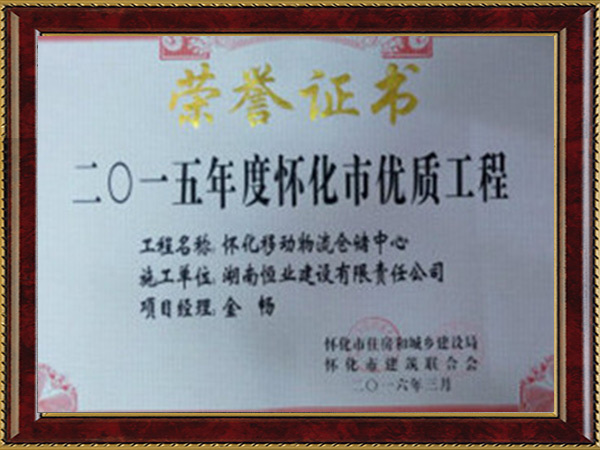 荣誉证书
二〇一五年度怀化市优质工程
工程名称: 怀化移动物流仓储中心
施工单位: 湖南恒业建设有限责任公司
项目经理: 金 畅
怀化市住房和城乡建设局
怀化市建筑联合会
二〇一六年三月